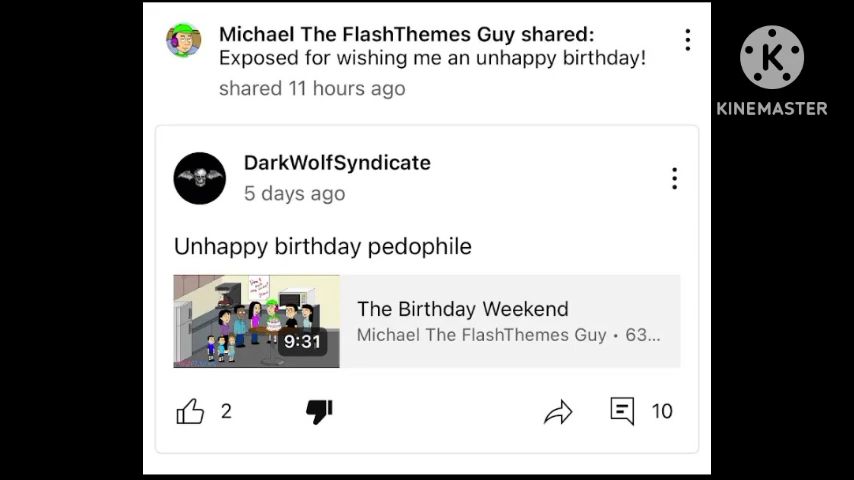 Michael The FlashThemes Guy shared:
Exposed for wishing me an unhappy birthday!
shared 11 hours ago
KINEMASTER
DarkWolfSyndicate
5 days ago
Unhappy birthday pedophile
9:31
The Birthday Weekend
Michael The FlashThemes Guy • 63...
2
10